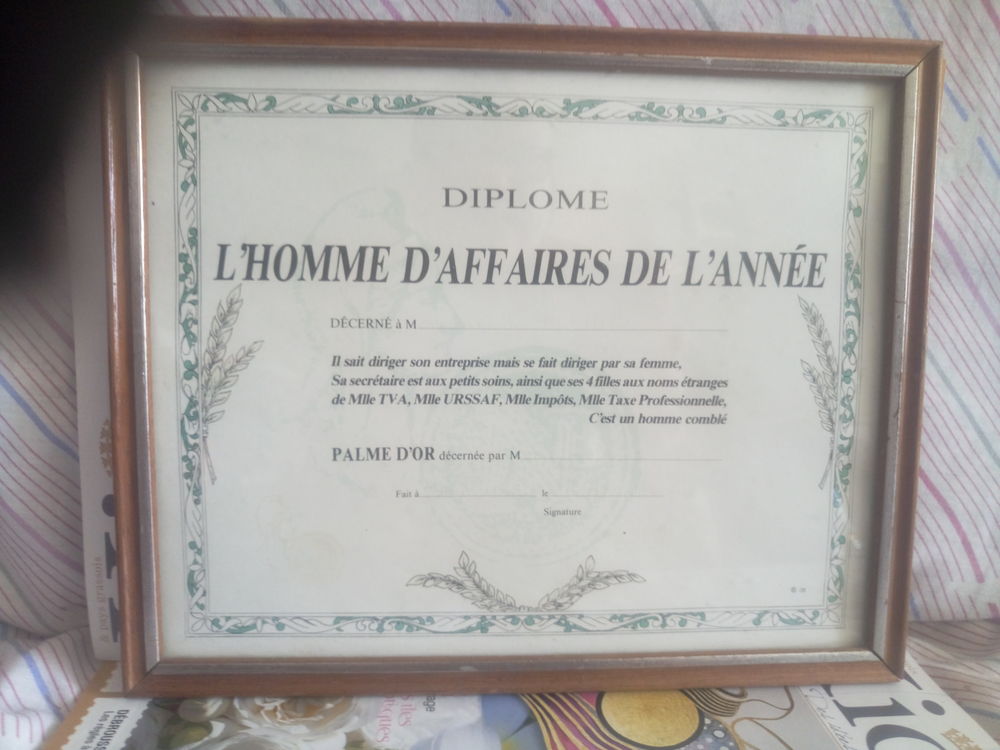 DIPLOME
L'HOMME D'AFFAIRES DE L'ANNÉE
DÉCERNÉ à M
Il sait diriger son entreprise mais se fait diriger par sa femme,
Sa secrétaire est aux petits soins, ainsi que ses 4 filles aux noms étranges
de Mlle TVA, Mlle URSSAF, Mlle Impôts, Mlle Taxe Professionnelle,
C'est un homme comblé
PALME D'OR décernée par M
Fait à le
Signature
& pays grassois